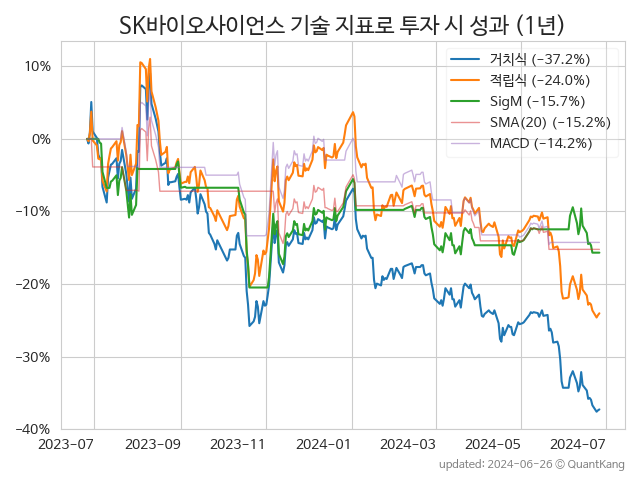 SK바이오사이언스 기술 지표로 투자 시 성과 (1년)
거치식 (−37.2%)
적립식 (−24.0%)
SigM (−15.7%)
SMA(20) (−15.2%)
MACD (−14.2%)
10%
0%
−10%
−20%
−30%
−40%
2023-07 2023-09 2023-11 2024-01 2024-03 2024-05 2024-07
updated: 2024-06-26 © QuantKang